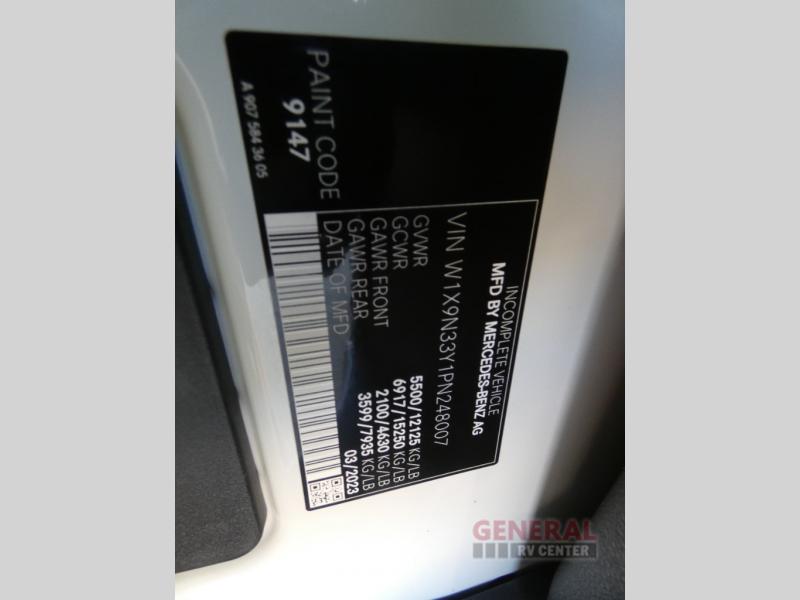 INCOMPLETE VEHICLE
MFD BY MERCEDES-BENZ AG
VIN W1X9N33Y1PN248007
GVWR 5500/12125 KG/LB
GCWR 6917/15250 KG/LB
GAWR FRONT 2100/4630 KG/LB
GAWR REAR 3599/7935 KG/LB
DATE OF MFD 03/2023
PAINT CODE
9147
A 907 584 36 05
GENERAL
RV CENTER